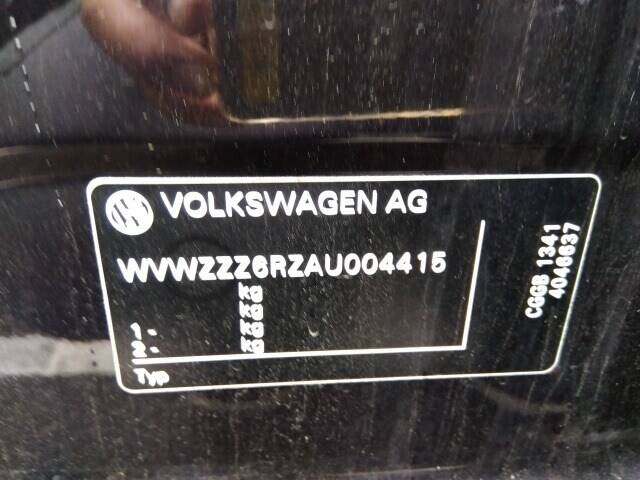 VOLKSWAGEN AG
WVWZZZ6RZAU004415
KG
KG
1 - KG
2 - KG
Typ
CGGB 1341
4046637